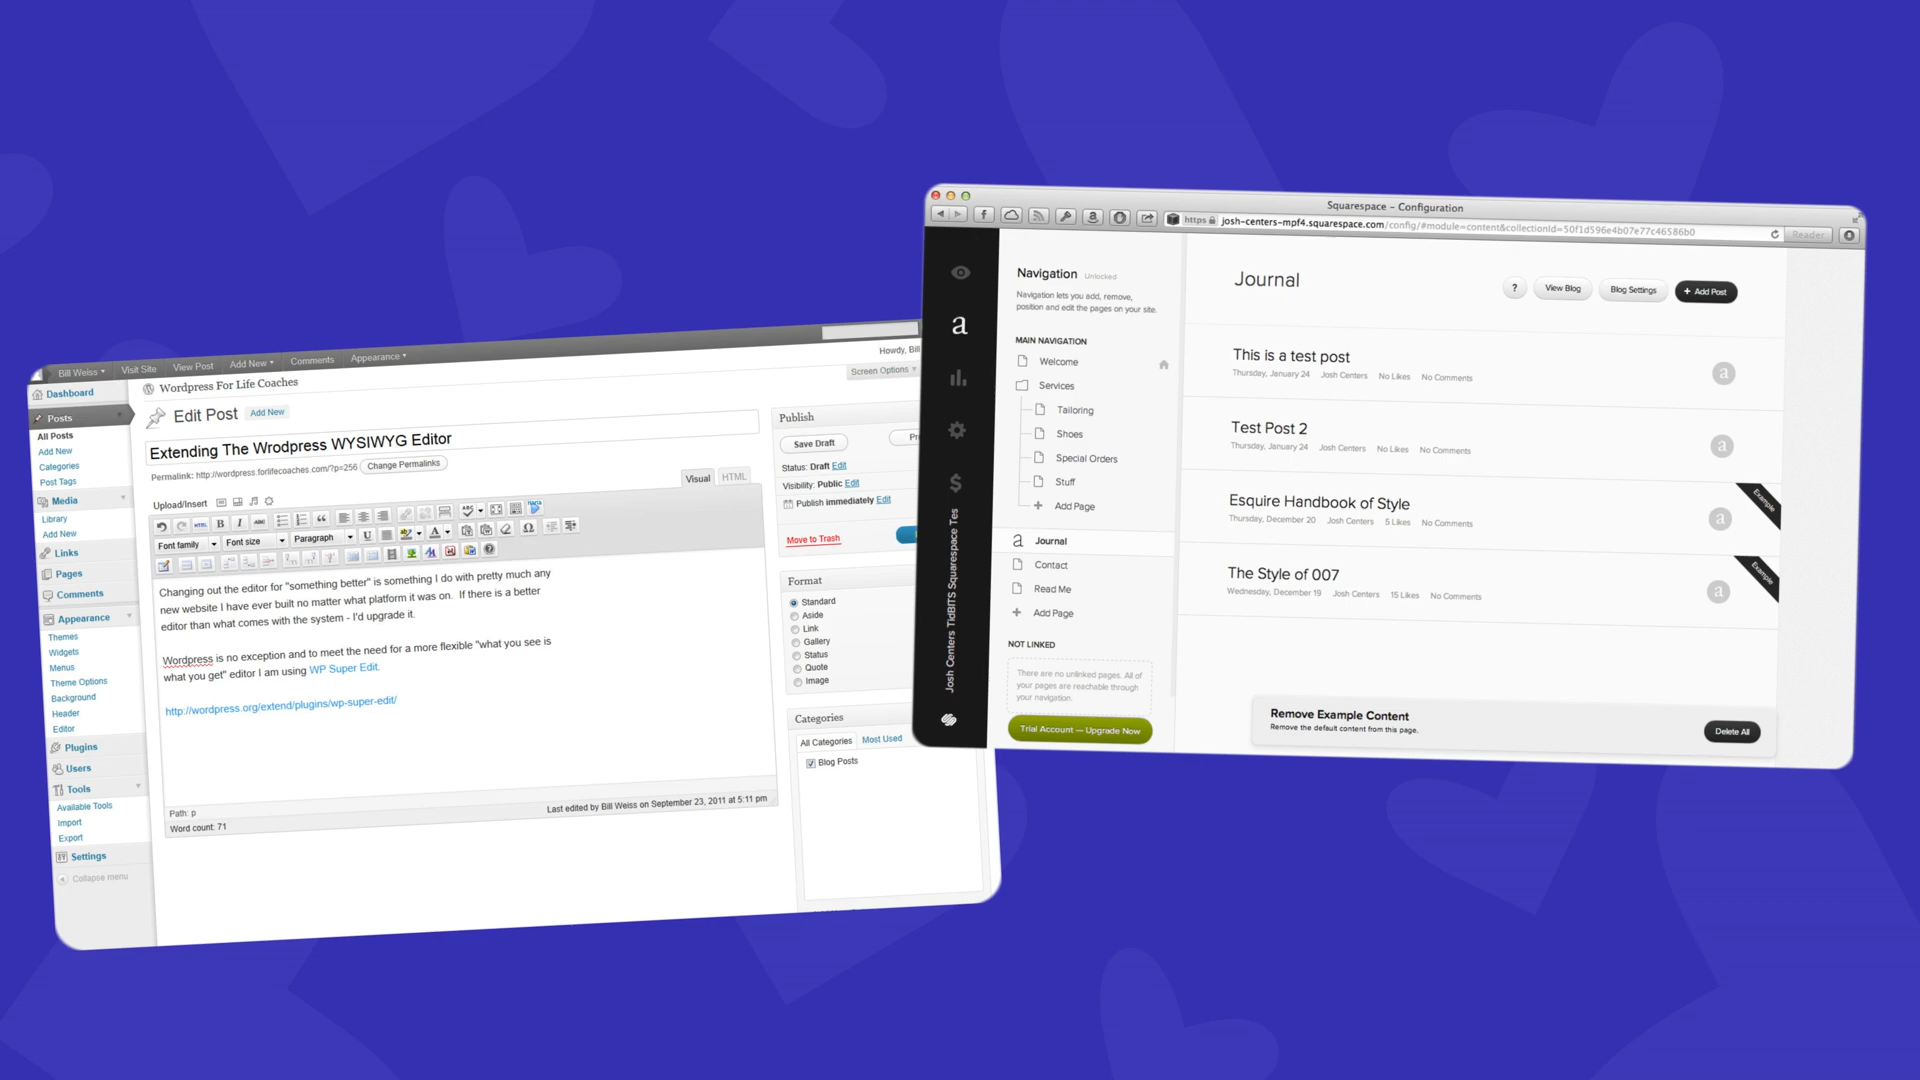 Bill Weiss
Visit Site
View Post
Add New
Comments
Appearance
Howdy, Bill
Screen Options
Dashboard
Posts
All Posts
Add New
Categories
Post Tags
Media
Library
Add New
Links
Pages
Comments
Appearance
Themes
Widgets
Menus
Theme Options
Background
Header
Editor
Plugins
Users
Tools
Available Tools
Import
Export
Settings
Collapse menu
Wordpress For Life Coaches
Edit Post Add New
Extending The Wrodpress WYSIWYG Editor
Permalink: http://wordpress.forlifecoaches.com/?p=256 Change Permalinks
Visual HTML
Upload/Insert
HTML B I ABC
Font family Font size Paragraph U
Changing out the editor for "something better" is something I do with pretty much any
new website I have ever built no matter what platform it was on. If there is a better
editor than what comes with the system - I'd upgrade it.
Wordpress is no exception and to meet the need for a more flexible "what you see is
what you get" editor I am using WP Super Edit.
http://wordpress.org/extend/plugins/wp-super-edit/
Path: p
Word count: 71
Last edited by Bill Weiss on September 23, 2011 at 5:11 pm
Publish
Save Draft
Status: Draft Edit
Visibility: Public Edit
Publish immediately Edit
Move to Trash
Format
Standard
Aside
Link
Gallery
Status
Quote
Image
Categories
All Categories Most Used
Blog Posts
Squarespace – Configuration
https josh-centers-mpf4.squarespace.com/config/#module=content&collectionId=50f1d596e4b07e77c46586b0
Reader
a
Josh Centers TidBITS Squarespace Tes
Navigation Unlocked
Navigation lets you add, remove,
position and edit the pages on your site.
MAIN NAVIGATION
Welcome
Services
Tailoring
Shoes
Special Orders
Stuff
+ Add Page
a Journal
Contact
Read Me
+ Add Page
NOT LINKED
There are no unlinked pages. All of
your pages are reachable through
your navigation.
Trial Account — Upgrade Now
Journal
? View Blog Blog Settings + Add Post
This is a test post
Thursday, January 24 Josh Centers No Likes No Comments
a
Test Post 2
Thursday, January 24 Josh Centers No Likes No Comments
a
Esquire Handbook of Style
Thursday, December 20 Josh Centers 5 Likes No Comments
a
Example
The Style of 007
Wednesday, December 19 Josh Centers 15 Likes No Comments
a
Example
Remove Example Content
Remove the default content from this page.
Delete All